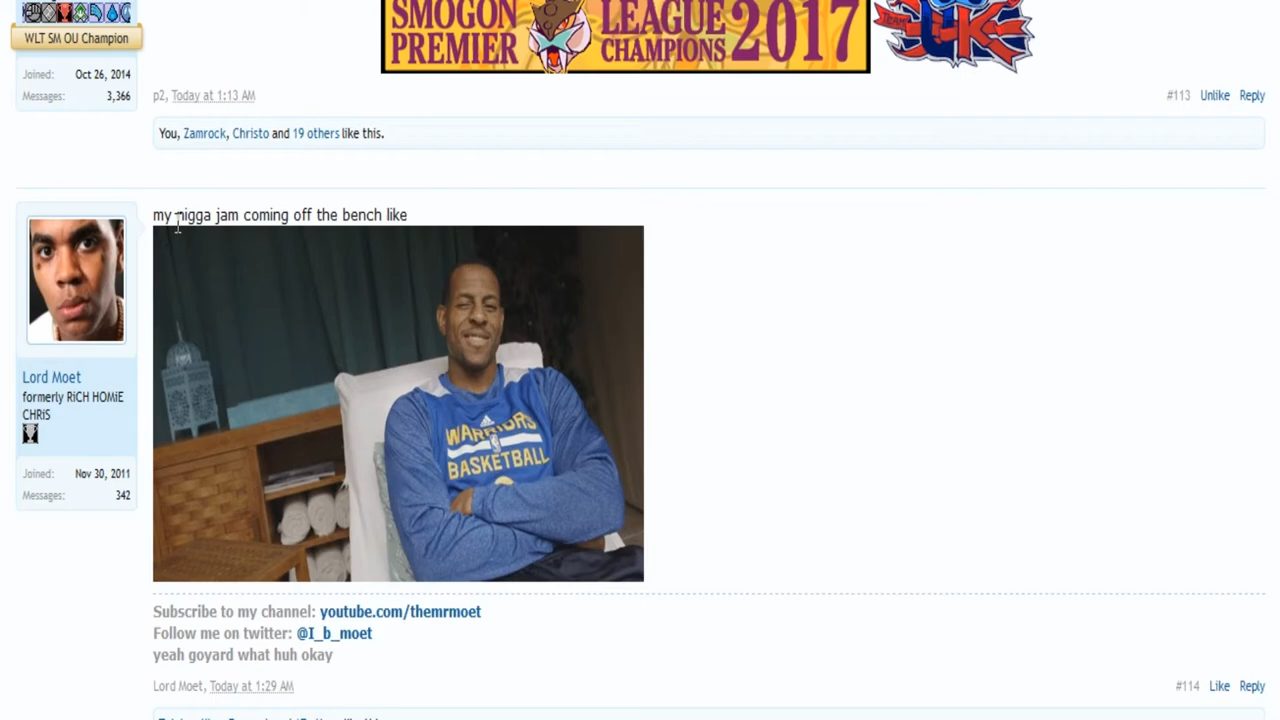 SMOGON PREMIER LEAGUE CHAMPIONS 2017
TEAM UK
WLT SM OU Champion
Joined: Oct 26, 2014
Messages: 3,366
p2, Today at 1:13 AM
#113 Unlike Reply
You, Zamrock, Christo and 19 others like this.
my nigga jam coming off the bench like
WARRIORS
BASKETBALL
Lord Moet
formerly RiCH HOMiE
CHRiS
Joined: Nov 30, 2011
Messages: 342
Subscribe to my channel: youtube.com/themrmoet
Follow me on twitter: @I_b_moet
yeah goyard what huh okay
Lord Moet, Today at 1:29 AM
#114 Like Reply